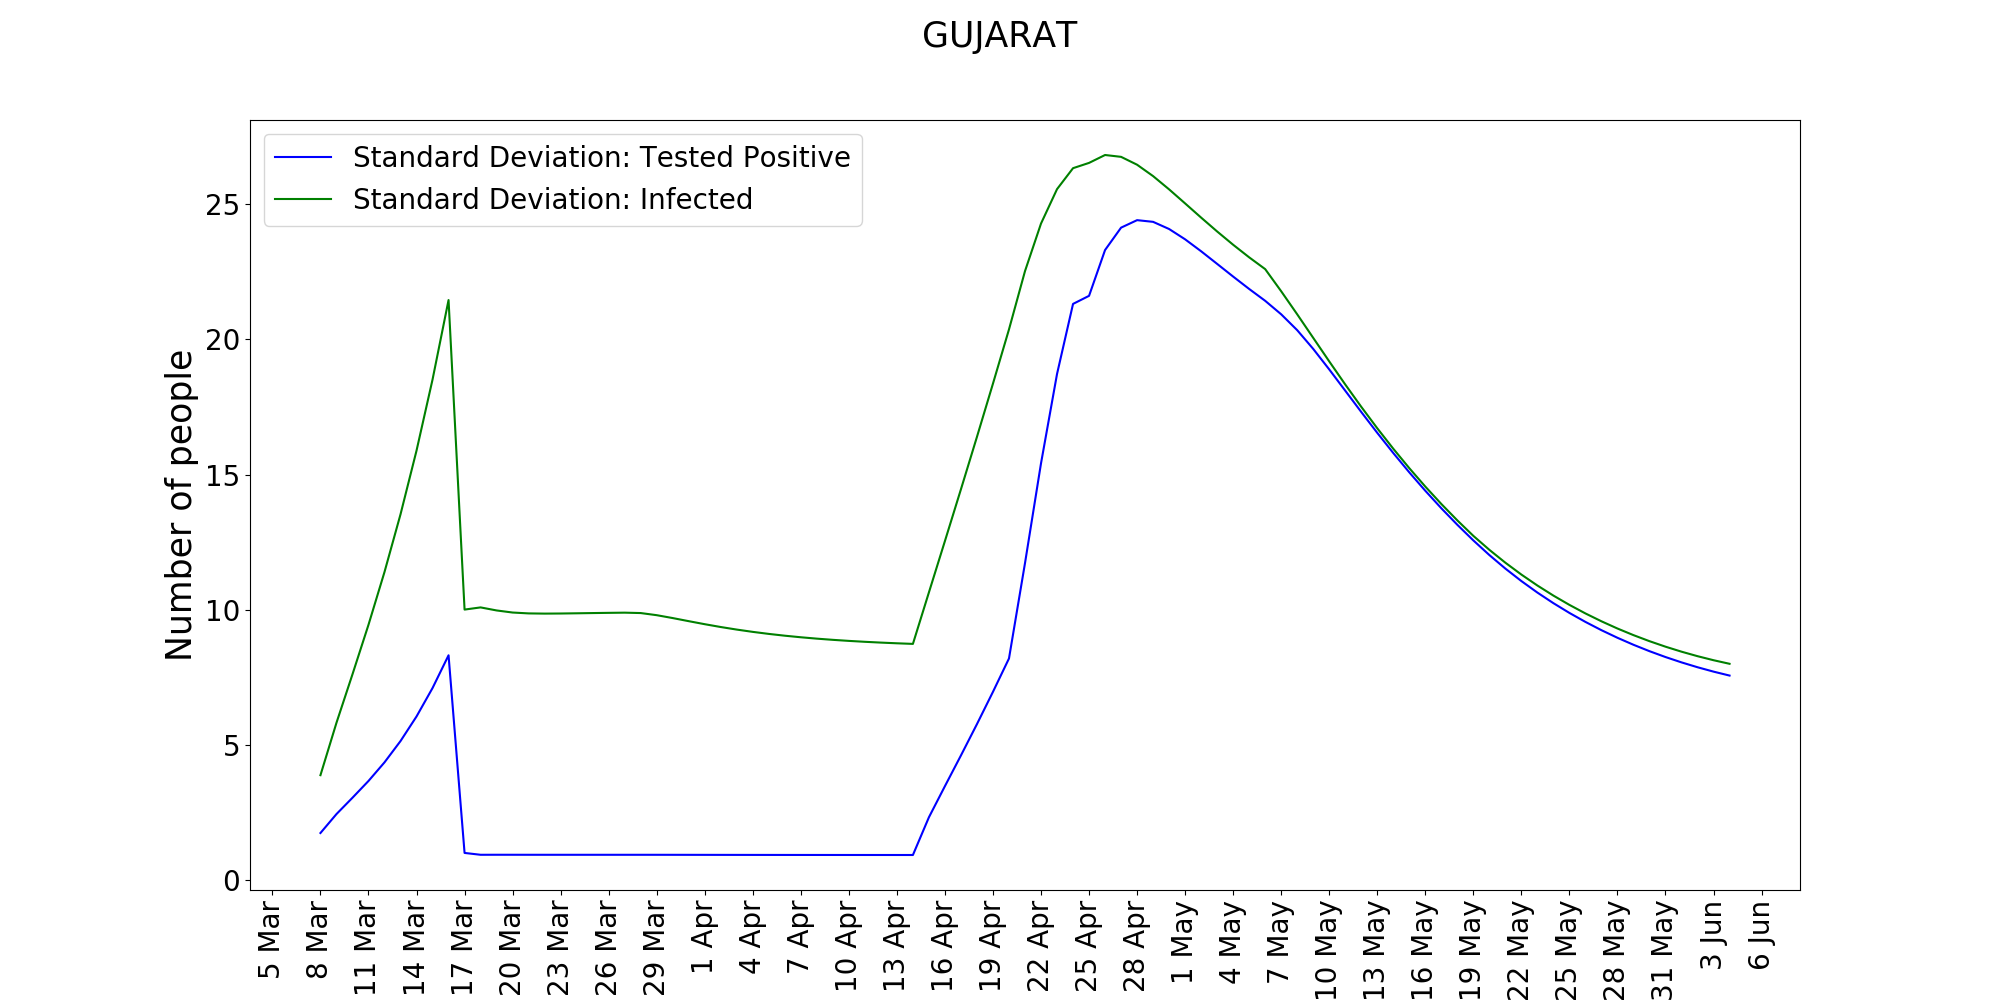 GUJARAT
Standard Deviation: Tested Positive
Standard Deviation: Infected
Number of people
25
20
15
10
5
0
5 Mar
8 Mar
11 Mar
14 Mar
17 Mar
20 Mar
23 Mar
26 Mar
29 Mar
1 Apr
4 Apr
7 Apr
10 Apr
13 Apr
16 Apr
19 Apr
22 Apr
25 Apr
28 Apr
1 May
4 May
7 May
10 May
13 May
16 May
19 May
22 May
25 May
28 May
31 May
3 Jun
6 Jun